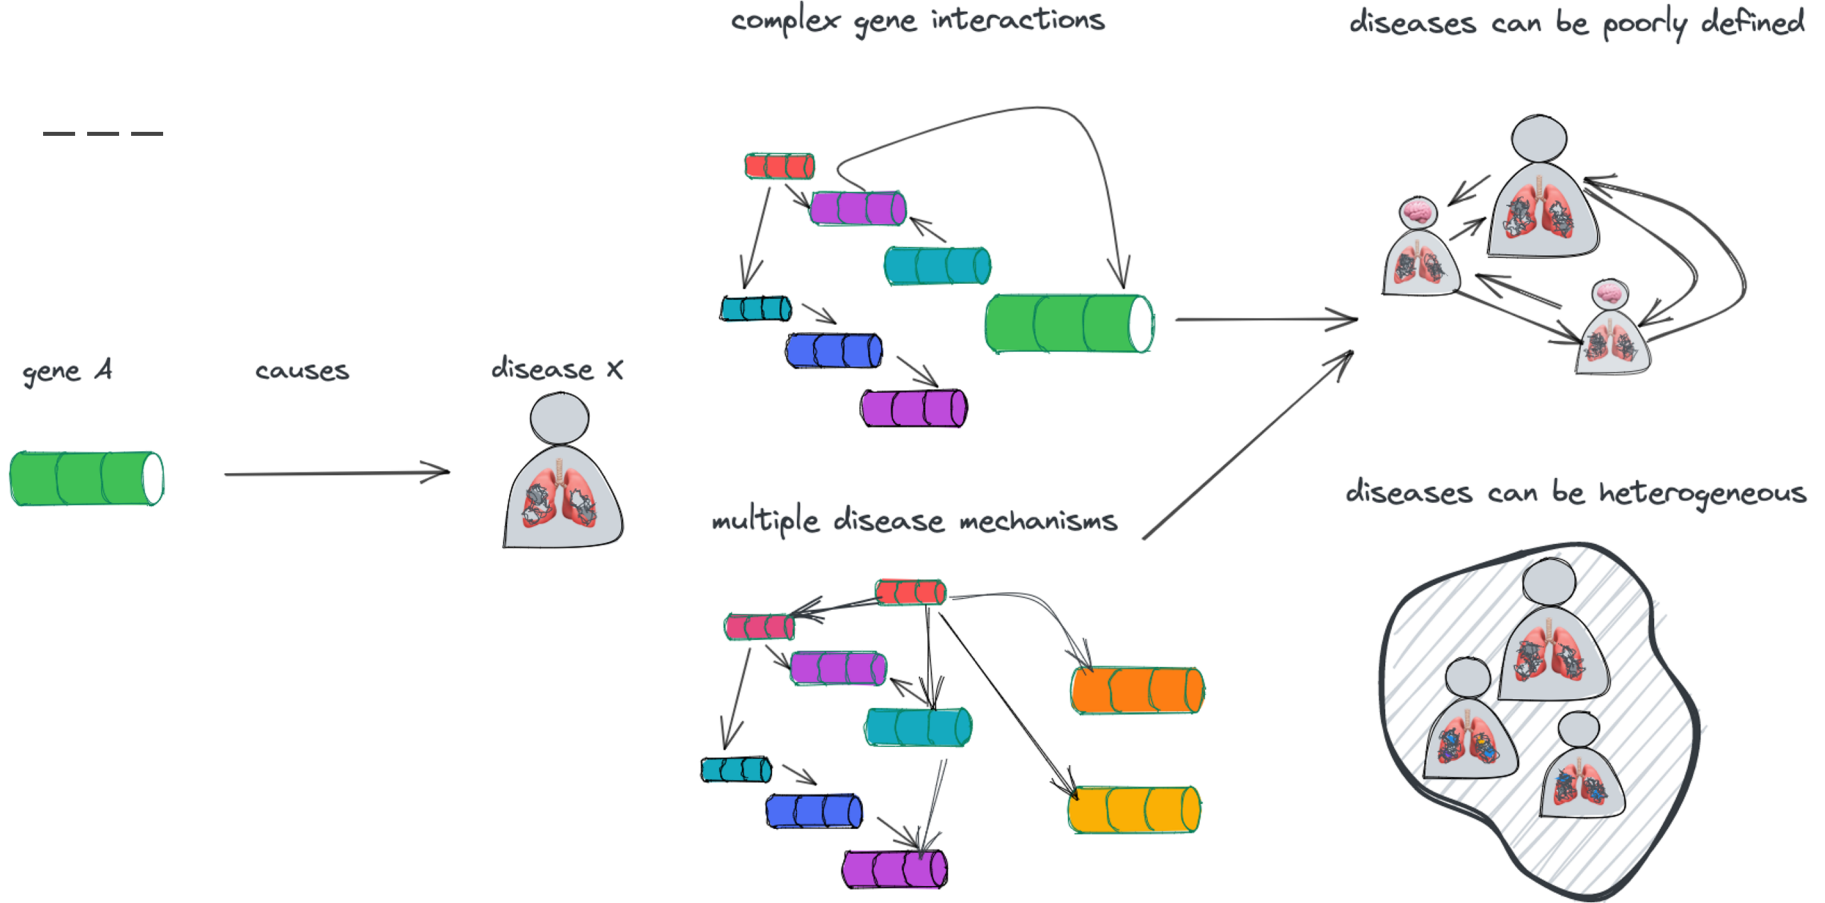 complex gene interactions
diseases can be poorly defined
gene A
causes
disease X
multiple disease mechanisms
diseases can be heterogeneous